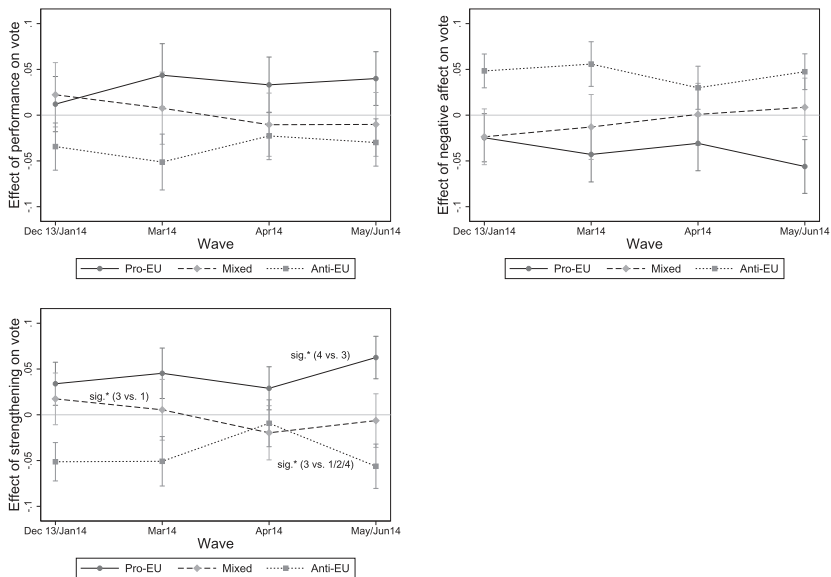 Effect of performance on vote
.1
.05
0
-.05
-.1
Dec 13/Jan14 Mar14 Apr14 May/Jun14
Wave
Pro-EU Mixed Anti-EU
Effect of negative affect on vote
.1
.05
0
-.05
-.1
Dec 13/Jan14 Mar14 Apr14 May/Jun14
Wave
Pro-EU Mixed Anti-EU
Effect of strengthening on vote
.1
.05
0
-.05
-.1
sig.* (4 vs. 3)
sig.* (3 vs. 1)
sig.* (3 vs. 1/2/4)
Dec 13/Jan14 Mar14 Apr14 May/Jun14
Wave
Pro-EU Mixed Anti-EU